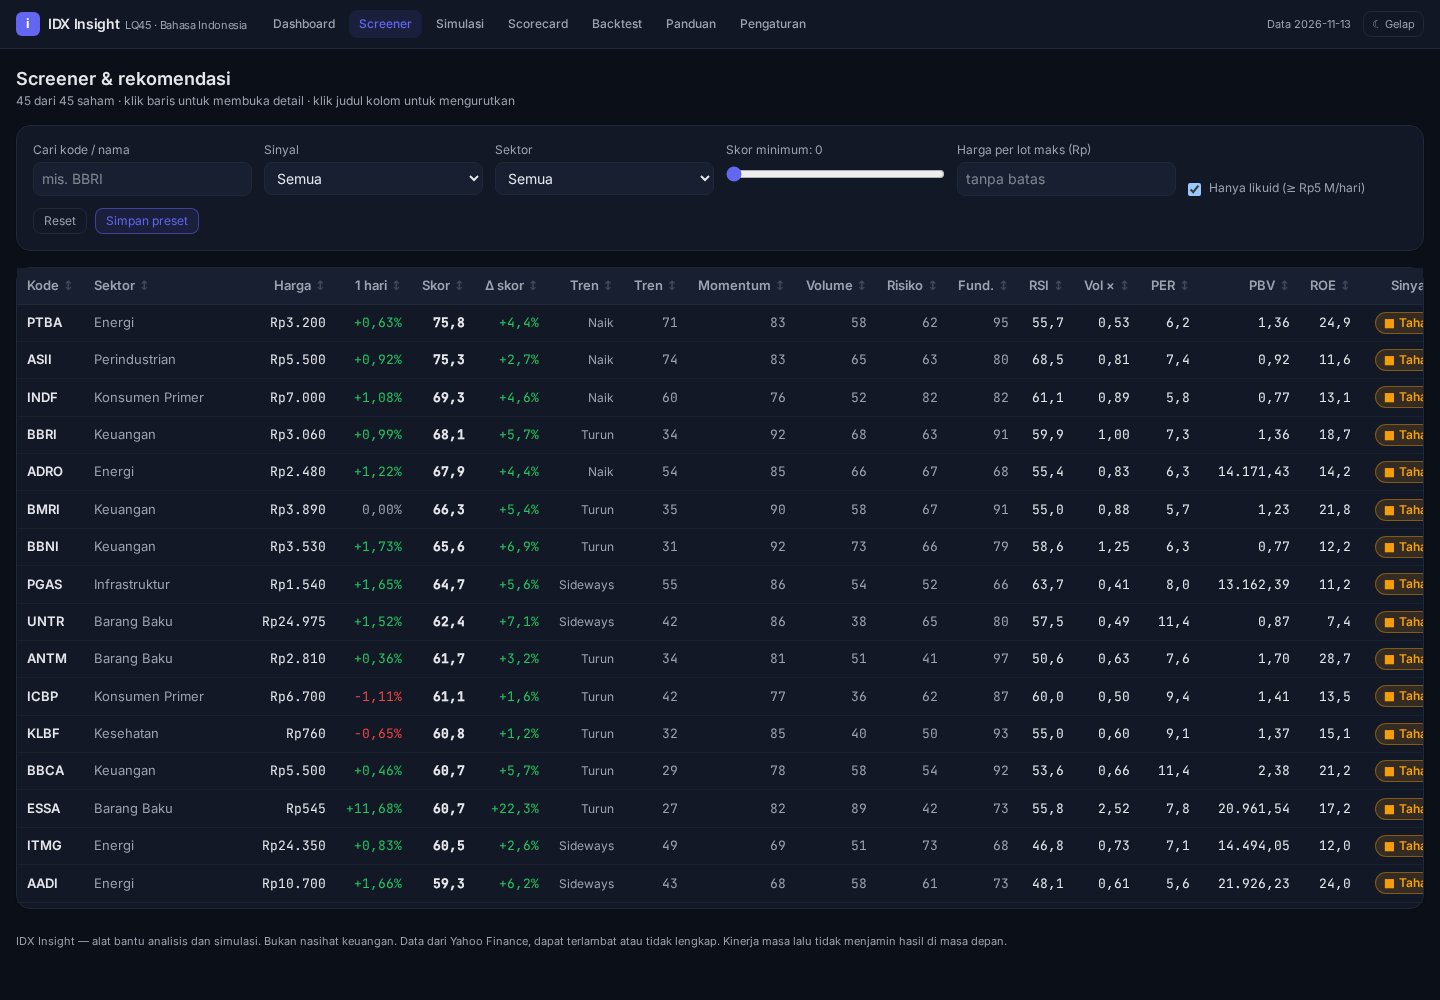 i IDX Insight LQ45 · Bahasa Indonesia Dashboard Screener Simulasi Scorecard Backtest Panduan Pengaturan Data 2026-11-13 ☾ Gelap
Screener & rekomendasi
45 dari 45 saham · klik baris untuk membuka detail · klik judul kolom untuk mengurutkan
Cari kode / nama Sinyal Sektor Skor minimum: 0 Harga per lot maks (Rp)
mis. BBRI Semua Semua tanpa batas Hanya likuid (≥ Rp5 M/hari)
Reset Simpan preset
Kode ↕ Sektor ↕ Harga ↕ 1 hari ↕ Skor ↕ Δ skor ↕ Tren ↕ Tren ↕ Momentum ↕ Volume ↕ Risiko ↕ Fund. ↕ RSI ↕ Vol × ↕ PER ↕ PBV ↕ ROE ↕ Sinya
PTBA Energi Rp3.200 +0,63% 75,8 +4,4% Naik 71 83 58 62 95 55,7 0,53 6,2 1,36 24,9 ■ Taha
ASII Perindustrian Rp5.500 +0,92% 75,3 +2,7% Naik 74 83 65 63 80 68,5 0,81 7,4 0,92 11,6 ■ Taha
INDF Konsumen Primer Rp7.000 +1,08% 69,3 +4,6% Naik 60 76 52 82 82 61,1 0,89 5,8 0,77 13,1 ■ Taha
BBRI Keuangan Rp3.060 +0,99% 68,1 +5,7% Turun 34 92 68 63 91 59,9 1,00 7,3 1,36 18,7 ■ Taha
ADRO Energi Rp2.480 +1,22% 67,9 +4,4% Naik 54 85 66 67 68 55,4 0,83 6,3 14.171,43 14,2 ■ Taha
BMRI Keuangan Rp3.890 0,00% 66,3 +5,4% Turun 35 90 58 67 91 55,0 0,88 5,7 1,23 21,8 ■ Taha
BBNI Keuangan Rp3.530 +1,73% 65,6 +6,9% Turun 31 92 73 66 79 58,6 1,25 6,3 0,77 12,2 ■ Taha
PGAS Infrastruktur Rp1.540 +1,65% 64,7 +5,6% Sideways 55 86 54 52 66 63,7 0,41 8,0 13.162,39 11,2 ■ Taha
UNTR Barang Baku Rp24.975 +1,52% 62,4 +7,1% Sideways 42 86 38 65 80 57,5 0,49 11,4 0,87 7,4 ■ Taha
ANTM Barang Baku Rp2.810 +0,36% 61,7 +3,2% Turun 34 81 51 41 97 50,6 0,63 7,6 1,70 28,7 ■ Taha
ICBP Konsumen Primer Rp6.700 -1,11% 61,1 +1,6% Turun 42 77 36 62 87 60,0 0,50 9,4 1,41 13,5 ■ Taha
KLBF Kesehatan Rp760 -0,65% 60,8 +1,2% Turun 32 85 40 50 93 55,0 0,60 9,1 1,37 15,1 ■ Taha
BBCA Keuangan Rp5.500 +0,46% 60,7 +5,7% Turun 29 78 58 54 92 53,6 0,66 11,4 2,38 21,2 ■ Taha
ESSA Barang Baku Rp545 +11,68% 60,7 +22,3% Turun 27 82 89 42 73 55,8 2,52 7,8 20.961,54 17,2 ■ Taha
ITMG Energi Rp24.350 +0,83% 60,5 +2,6% Sideways 49 69 51 73 68 46,8 0,73 7,1 14.494,05 12,0 ■ Taha
AADI Energi Rp10.700 +1,66% 59,3 +6,2% Sideways 43 68 58 61 73 48,1 0,61 5,6 21.926,23 24,0 ■ Taha
IDX Insight — alat bantu analisis dan simulasi. Bukan nasihat keuangan. Data dari Yahoo Finance, dapat terlambat atau tidak lengkap. Kinerja masa lalu tidak menjamin hasil di masa depan.